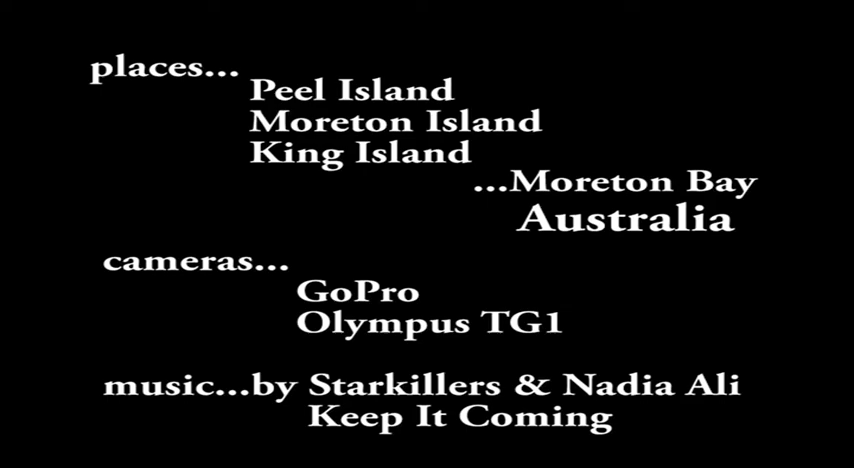 places...
Peel Island
Moreton Island
King Island
...Moreton Bay
Australia
cameras...
GoPro
Olympus TG1
music...by Starkillers & Nadia Ali
Keep It Coming